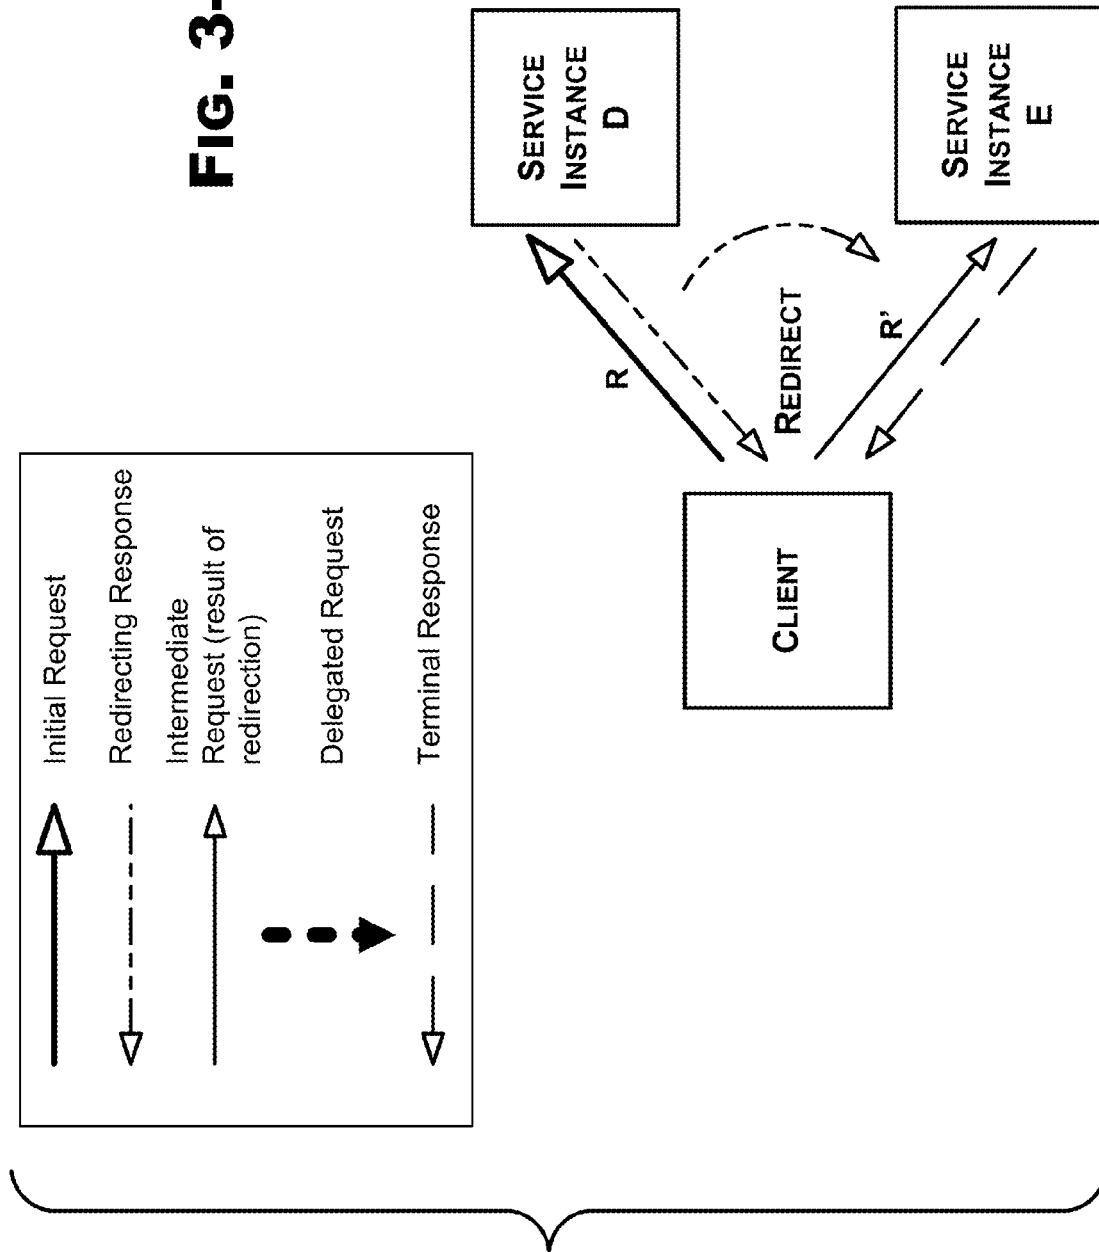 FIG. 3-
Initial Request
Redirecting Response
Intermediate
Request (result of
redirection)
Delegated Request
Terminal Response
SERVICE
INSTANCE
D
R
REDIRECT
CLIENT
R'
SERVICE
INSTANCE
E